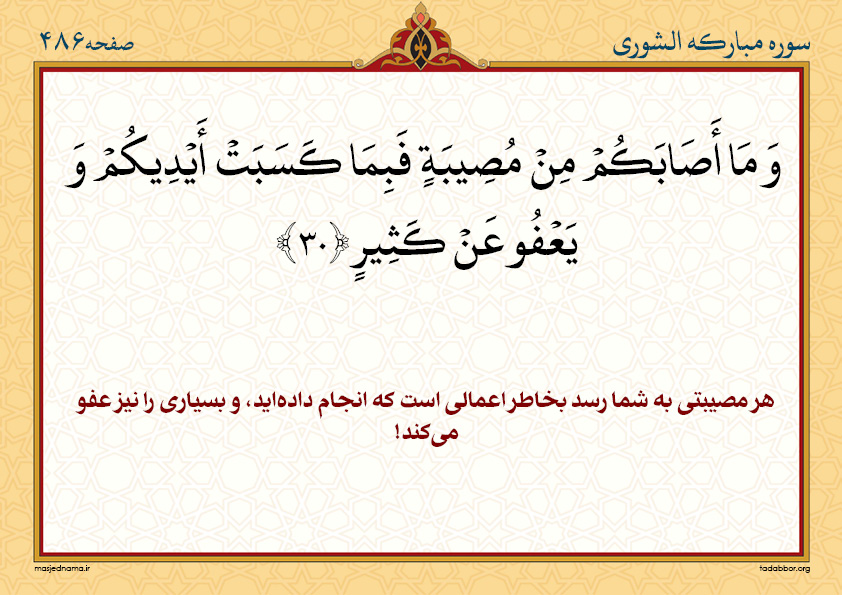 سوره مبارکه الشوری
صفحه۴۸۶
وَ مَا أَصَابَكُمْ مِنْ مُصِيبَةٍ فَبِمَا كَسَبَتْ أَيْدِيكُمْ وَ
يَعْفُو عَنْ كَثِيرٍ ﴿۳۰﴾
هر مصیبتی به شما رسد بخاطر اعمالی است که انجام داده‌اید، و بسیاری را نیز عفو
می‌کند!
masjednama.ir
tadabbor.org